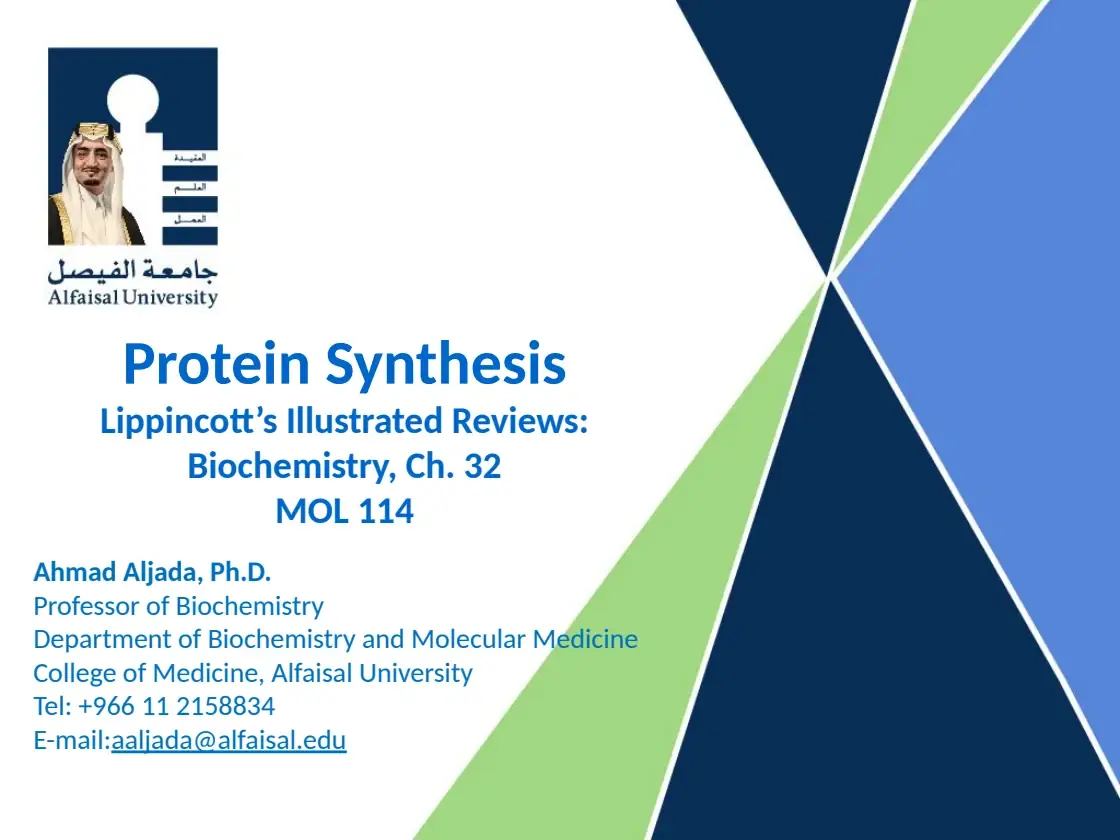 العقيدة
العلم
العمل
جامعة الفيصل
Alfaisal University
Protein Synthesis
Lippincott’s Illustrated Reviews:
Biochemistry, Ch. 32
MOL 114
Ahmad Aljada, Ph.D.
Professor of Biochemistry
Department of Biochemistry and Molecular Medicine
College of Medicine, Alfaisal University
Tel: +966 11 2158834
E-mail:aaljada@alfaisal.edu